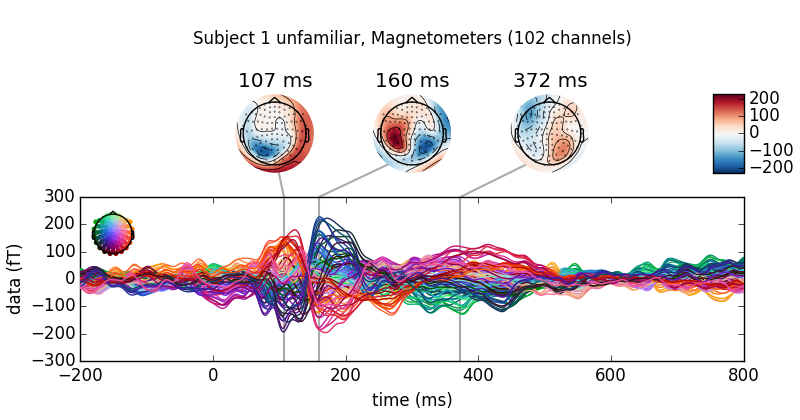 Subject 1 unfamiliar, Magnetometers (102 channels)
107 ms 160 ms 372 ms
200
100
0
−100
−200
300
200
100
0
−100
−200
−300
data (fT)
−200 0 200 400 600 800
time (ms)